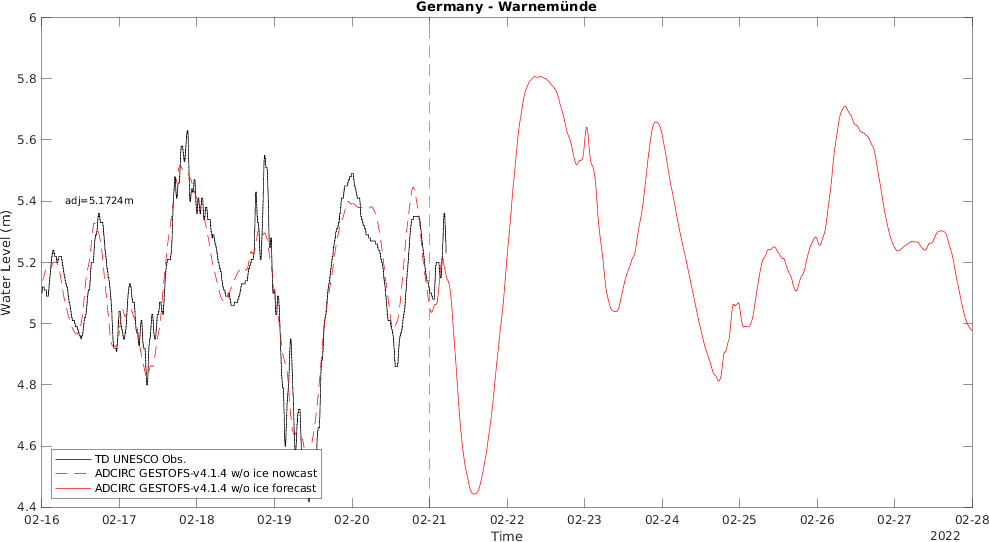 Germany - Warnemünde
6
5.8
5.6
5.4
5.2
5
4.8
4.6
4.4
Water Level (m)
adj=5.1724m
TD UNESCO Obs.
ADCIRC GESTOFS-v4.1.4 w/o ice nowcast
ADCIRC GESTOFS-v4.1.4 w/o ice forecast
02-16 02-17 02-18 02-19 02-20 02-21 02-22 02-23 02-24 02-25 02-26 02-27 02-28
Time
2022